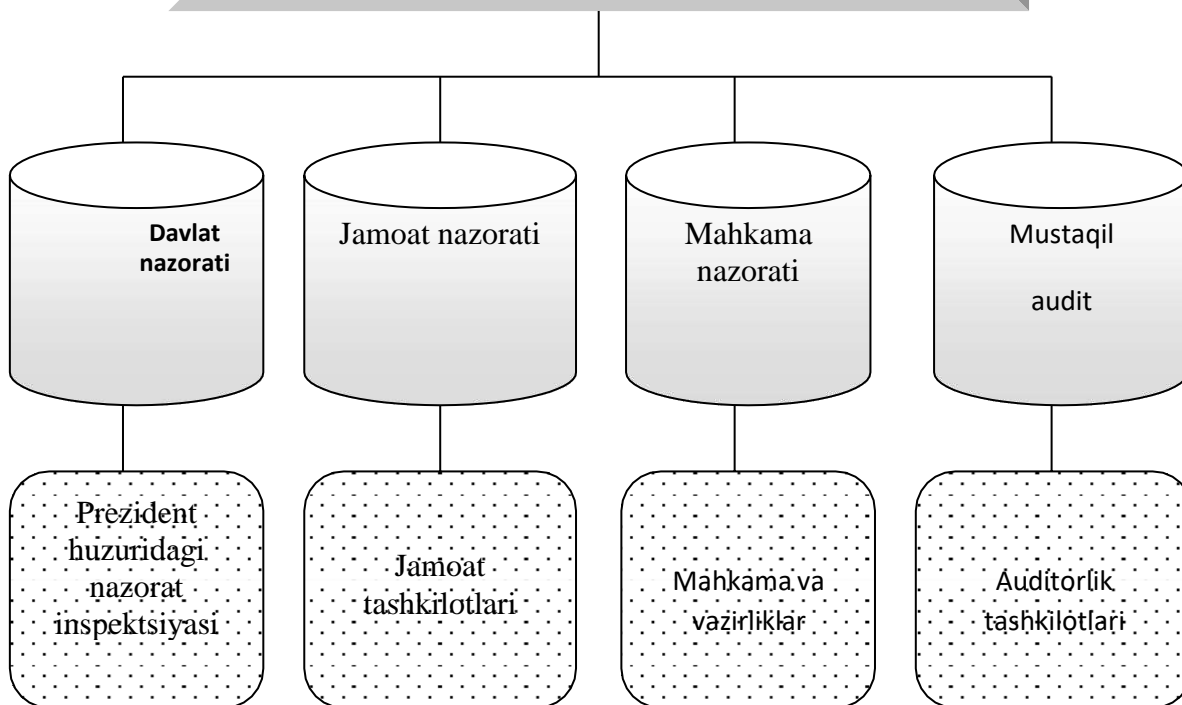 Davlat
nazorati
Jamoat nazorati
Mahkama
nazorati
Mustaqil
audit
Prezident
huzuridagi
nazorat
inspektsiyasi
Jamoat
tashkilotlari
Mahkama va
vazirliklar
Auditorlik
tashkilotlari